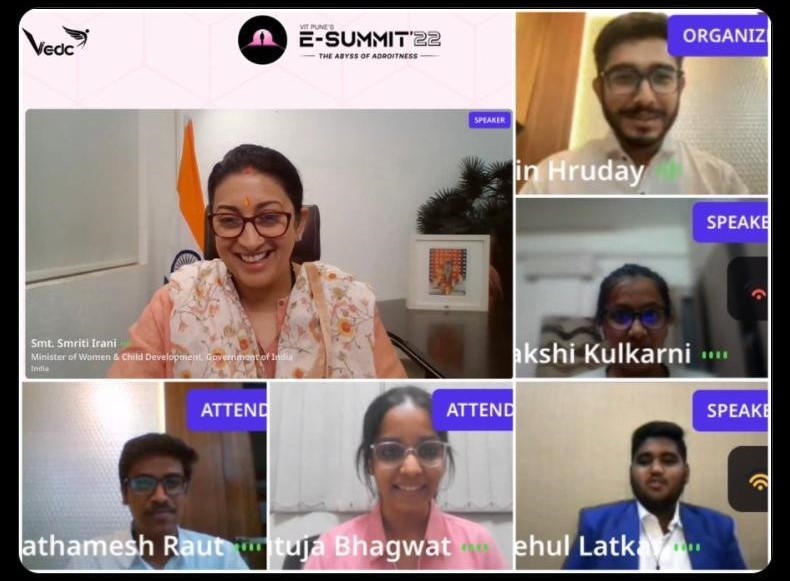 Vedc
VIT PUNE'S
E-SUMMIT'22
THE ABYSS OF ADROITNESS
ORGANIZ
in Hruday
SPEAKER
SPEAKE
akshi Kulkarni
Smt. Smriti Irani
Minister of Women & Child Development, Government of India
India
ATTEND
athamesh Raut
ATTEND
tuja Bhagwat
SPEAKE
ehul Latka